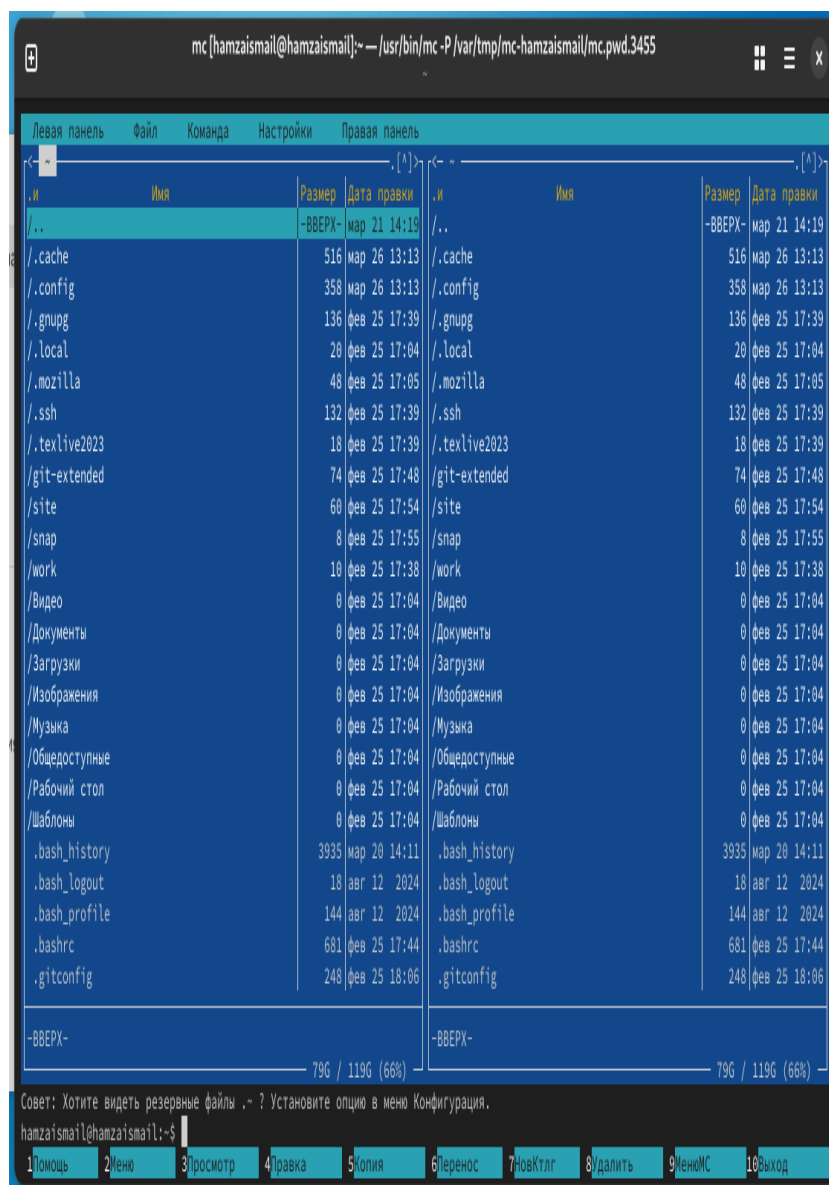 mc [hamzaismail@hamzaismail]:~ — /usr/bin/mc -P /var/tmp/mc-hamzaismail/mc.pwd.3455
~
Левая панель Файл Команда Настройки Правая панель
<— ~ .[^]> <— ~ .[^]>
.и Имя Размер Дата правки .и Имя Размер Дата правки
/.. -ВВЕРХ- мар 21 14:19 /.. -ВВЕРХ- мар 21 14:19
/.cache 516 мар 26 13:13 /.cache 516 мар 26 13:13
/.config 358 мар 26 13:13 /.config 358 мар 26 13:13
/.gnupg 136 фев 25 17:39 /.gnupg 136 фев 25 17:39
/.local 20 фев 25 17:04 /.local 20 фев 25 17:04
/.mozilla 48 фев 25 17:05 /.mozilla 48 фев 25 17:05
/.ssh 132 фев 25 17:39 /.ssh 132 фев 25 17:39
/.texlive2023 18 фев 25 17:39 /.texlive2023 18 фев 25 17:39
/git-extended 74 фев 25 17:48 /git-extended 74 фев 25 17:48
/site 60 фев 25 17:54 /site 60 фев 25 17:54
/snap 8 фев 25 17:55 /snap 8 фев 25 17:55
/work 10 фев 25 17:38 /work 10 фев 25 17:38
/Видео 0 фев 25 17:04 /Видео 0 фев 25 17:04
/Документы 0 фев 25 17:04 /Документы 0 фев 25 17:04
/Загрузки 0 фев 25 17:04 /Загрузки 0 фев 25 17:04
/Изображения 0 фев 25 17:04 /Изображения 0 фев 25 17:04
/Музыка 0 фев 25 17:04 /Музыка 0 фев 25 17:04
/Общедоступные 0 фев 25 17:04 /Общедоступные 0 фев 25 17:04
/Рабочий стол 0 фев 25 17:04 /Рабочий стол 0 фев 25 17:04
/Шаблоны 0 фев 25 17:04 /Шаблоны 0 фев 25 17:04
.bash_history 3935 мар 20 14:11 .bash_history 3935 мар 20 14:11
.bash_logout 18 авг 12 2024 .bash_logout 18 авг 12 2024
.bash_profile 144 авг 12 2024 .bash_profile 144 авг 12 2024
.bashrc 681 фев 25 17:44 .bashrc 681 фев 25 17:44
.gitconfig 248 фев 25 18:06 .gitconfig 248 фев 25 18:06
-ВВЕРХ- -ВВЕРХ-
79G / 119G (66%) 79G / 119G (66%)
Совет: Хотите видеть резервные файлы .~ ? Установите опцию в меню Конфигурация.
hamzaismail@hamzaismail:~$
1Помощь 2Меню 3Просмотр 4Правка 5Копия 6Перенос 7НовКтлг 8Удалить 9МенюMC 10Выход